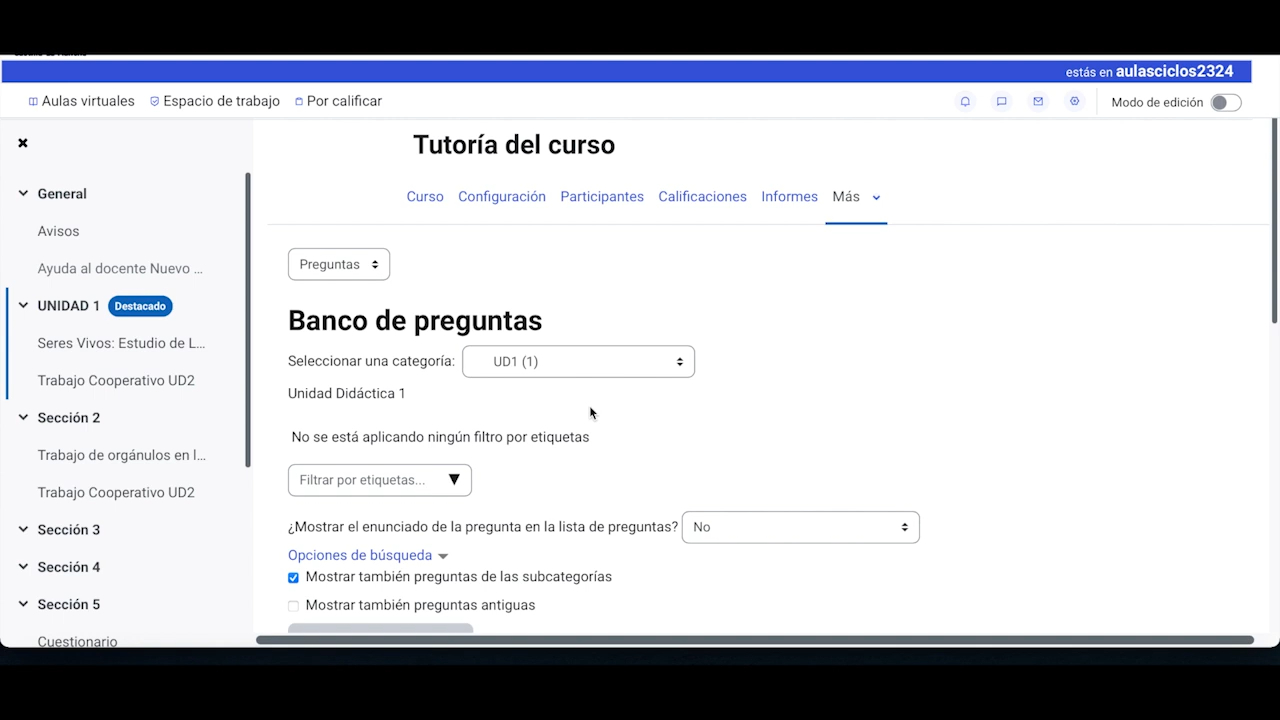 estás en aulasciclos2324
Aulas virtuales Espacio de trabajo Por calificar Modo de edición
Tutoría del curso
Curso Configuración Participantes Calificaciones Informes Más
General
Avisos
Ayuda al docente Nuevo ...
UNIDAD 1 Destacado
Seres Vivos: Estudio de L...
Trabajo Cooperativo UD2
Sección 2
Trabajo de orgánulos en l...
Trabajo Cooperativo UD2
Sección 3
Sección 4
Sección 5
Cuestionario
Preguntas
Banco de preguntas
Seleccionar una categoría: UD1 (1)
Unidad Didáctica 1
No se está aplicando ningún filtro por etiquetas
Filtrar por etiquetas...
¿Mostrar el enunciado de la pregunta en la lista de preguntas? No
Opciones de búsqueda
Mostrar también preguntas de las subcategorías
Mostrar también preguntas antiguas